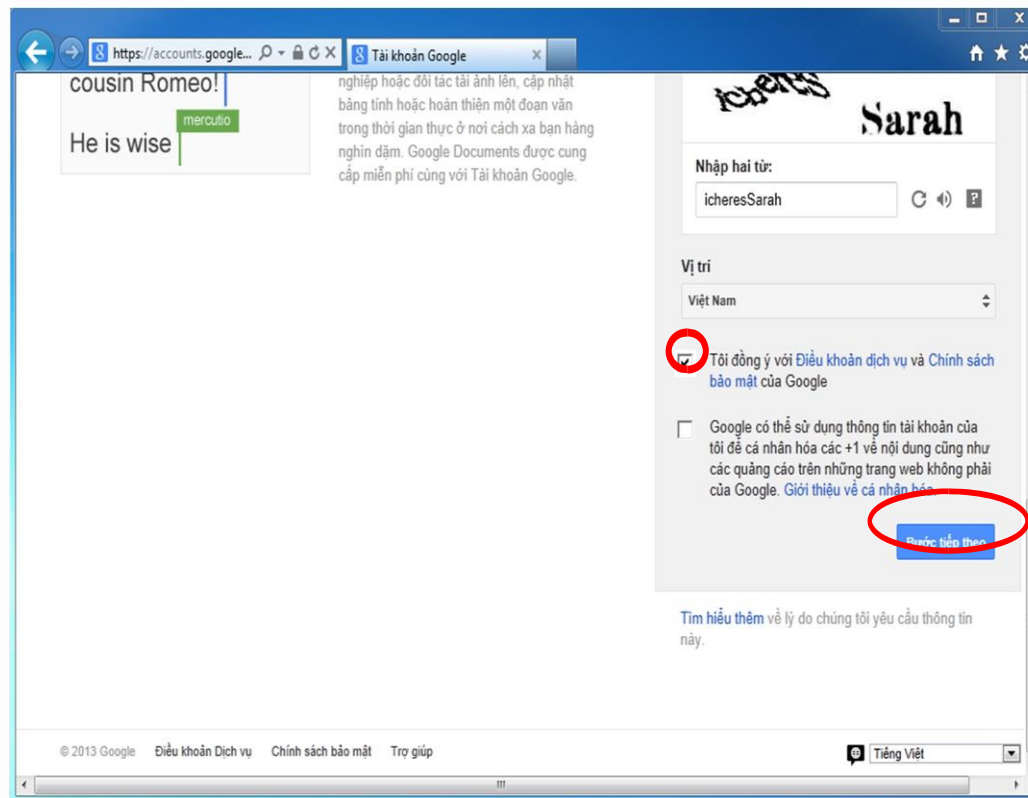 https://accounts.google...
Tài khoản Google
cousin Romeo!
mercutio
He is wise
nghiệp hoặc đối tác tải ảnh lên, cập nhật
bảng tính hoặc hoàn thiện một đoạn văn
trong thời gian thực ở nơi cách xa bạn hàng
nghìn dặm. Google Documents được cung
cấp miễn phí cùng với Tài khoản Google.
icheres Sarah
Nhập hai từ:
icheresSarah
Vị trí
Việt Nam
Tôi đồng ý với Điều khoản dịch vụ và Chính sách
bảo mật của Google
Google có thể sử dụng thông tin tài khoản của
tôi để cá nhân hóa các +1 về nội dung cũng như
các quảng cáo trên những trang web không phải
của Google. Giới thiệu về cá nhân hóa.
Bước tiếp theo
Tìm hiểu thêm về lý do chúng tôi yêu cầu thông tin
này.
© 2013 Google Điều khoản Dịch vụ Chính sách bảo mật Trợ giúp
Tiếng Việt